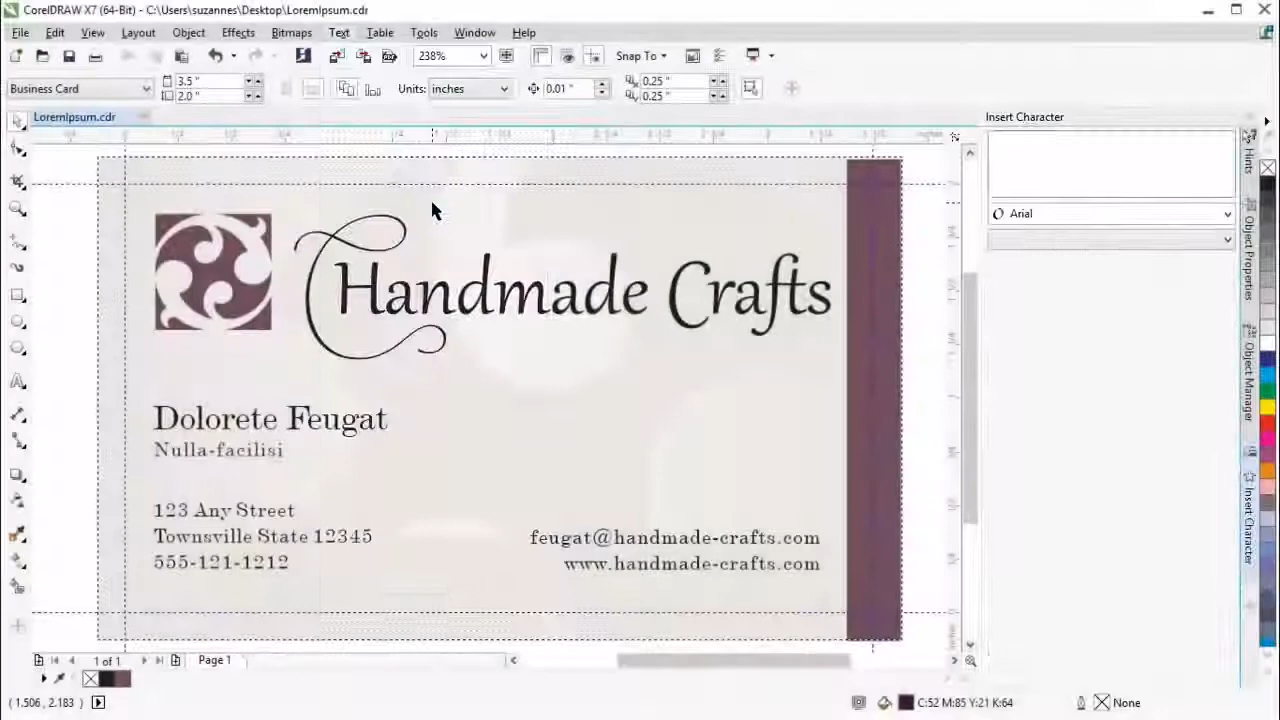 CorelDRAW X7 (64-Bit) - C:\Users\suzannes\Desktop\LoremIpsum.cdr
File Edit View Layout Object Effects Bitmaps Text Table Tools Window Help
238% Snap To
Business Card 3.5 " 2.0 " Units: inches 0.01 " 0.25 " 0.25 "
LoremIpsum.cdr
Insert Character
Arial
Hints
Object Properties
Object Manager
Insert Character
Handmade Crafts
Dolorete Feugat
Nulla-facilisi
123 Any Street
Townsville State 12345
555-121-1212
feugat@handmade-crafts.com
www.handmade-crafts.com
1 of 1 Page 1
( 1.506, 2.183 ) C:52 M:85 Y:21 K:64 None